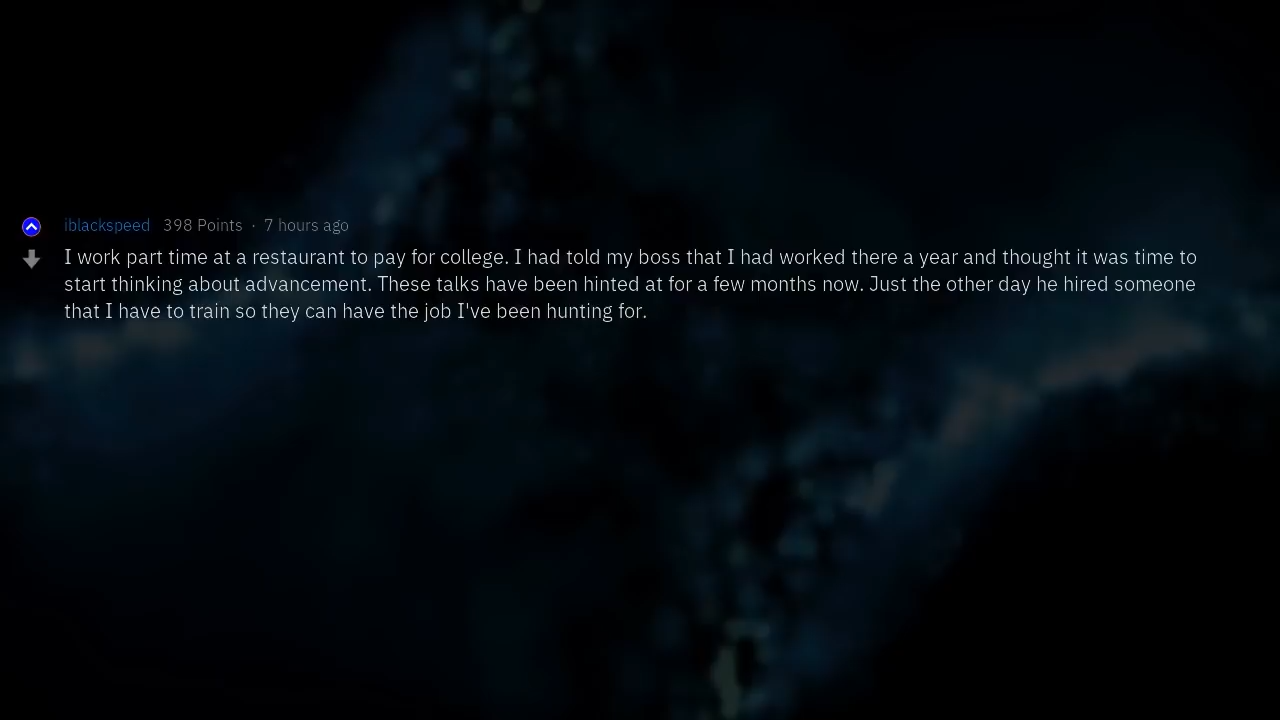 iblackspeed 398 Points · 7 hours ago
I work part time at a restaurant to pay for college. I had told my boss that I had worked there a year and thought it was time to
start thinking about advancement. These talks have been hinted at for a few months now. Just the other day he hired someone
that I have to train so they can have the job I've been hunting for.